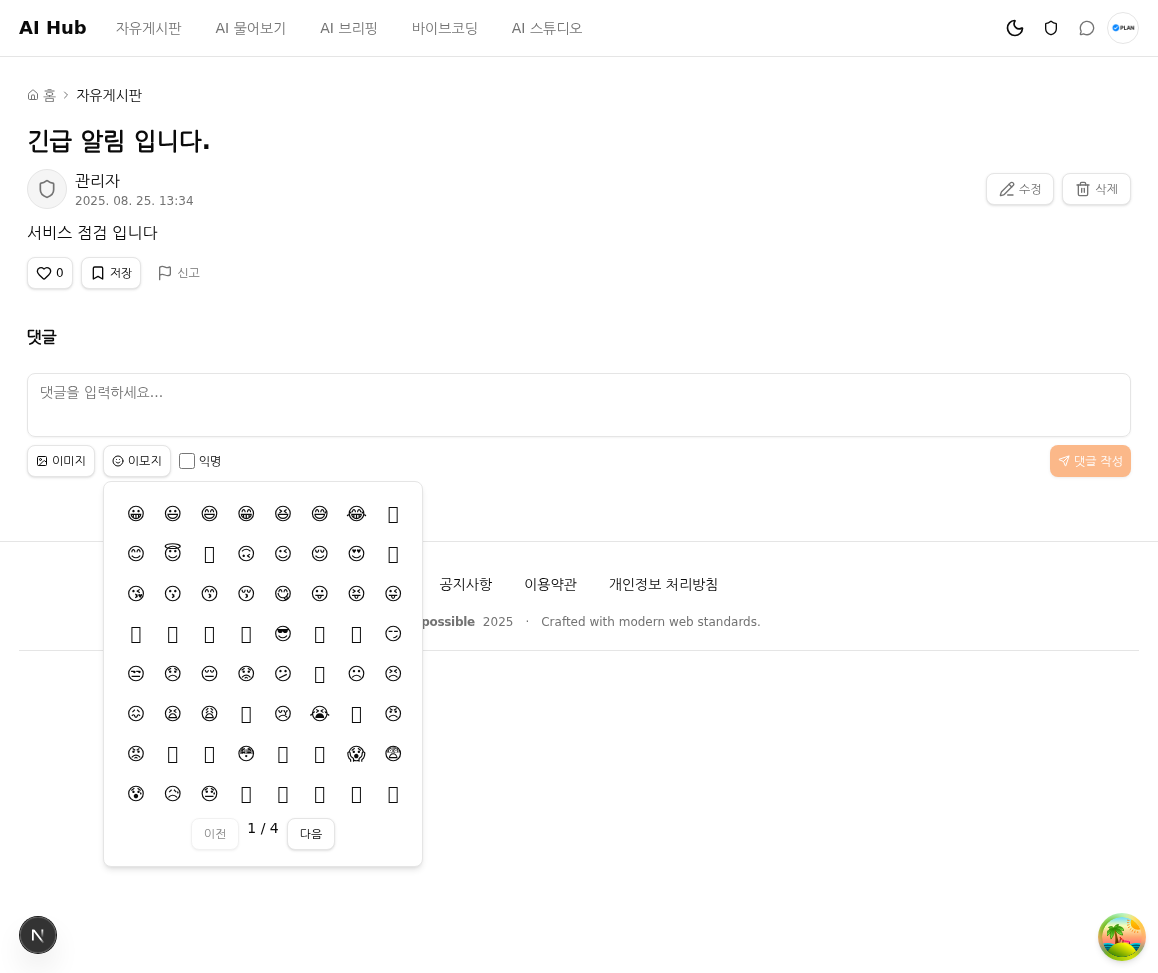 AI Hub 자유게시판 AI 물어보기 AI 브리핑 바이브코딩 AI 스튜디오 PLAN
홈 > 자유게시판
긴급 알림 입니다.
관리자
2025. 08. 25. 13:34
수정 삭제
서비스 점검 입니다
0 저장 신고
댓글
댓글을 입력하세요...
이미지 이모지 익명 댓글 작성
공지사항 이용약관 개인정보 처리방침
possible 2025 · Crafted with modern web standards.
이전 1 / 4 다음
N